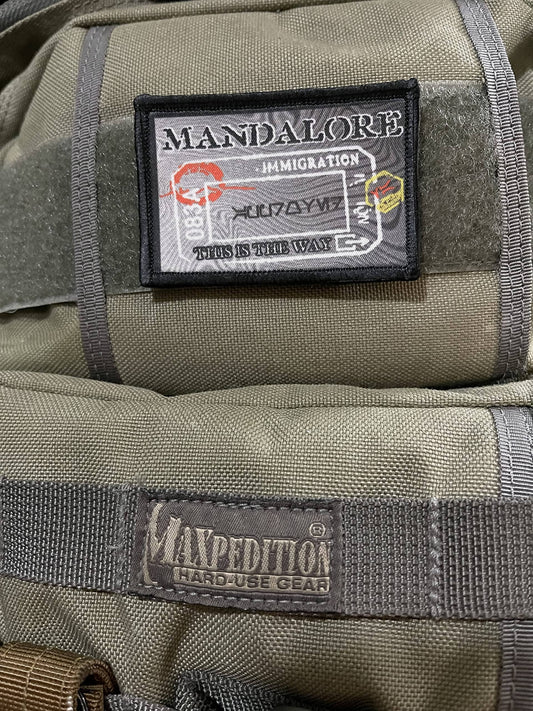 MANDALORE
IMMIGRATION
THIS IS THE WAY
MAXPEDITION®
HARD-USE GEAR